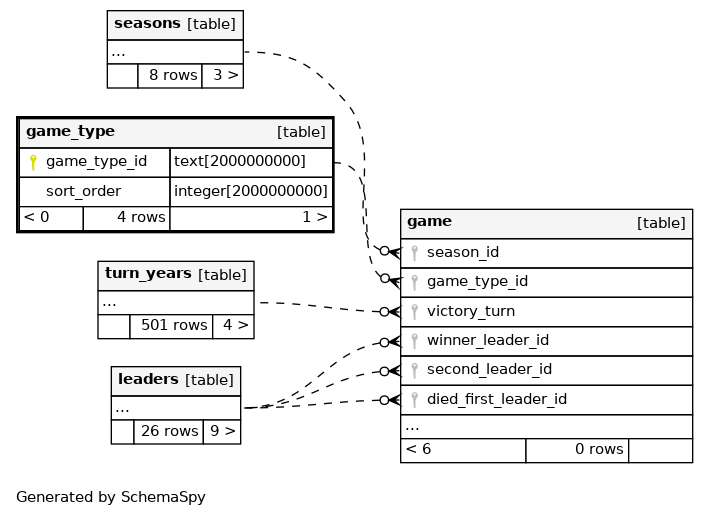 seasons [table]
...
8 rows 3 >
game_type [table]
game_type_id text[2000000000]
sort_order integer[2000000000]
< 0 4 rows 1 >
turn_years [table]
...
501 rows 4 >
leaders [table]
...
26 rows 9 >
game [table]
season_id
game_type_id
victory_turn
winner_leader_id
second_leader_id
died_first_leader_id
...
< 6 0 rows
Generated by SchemaSpy